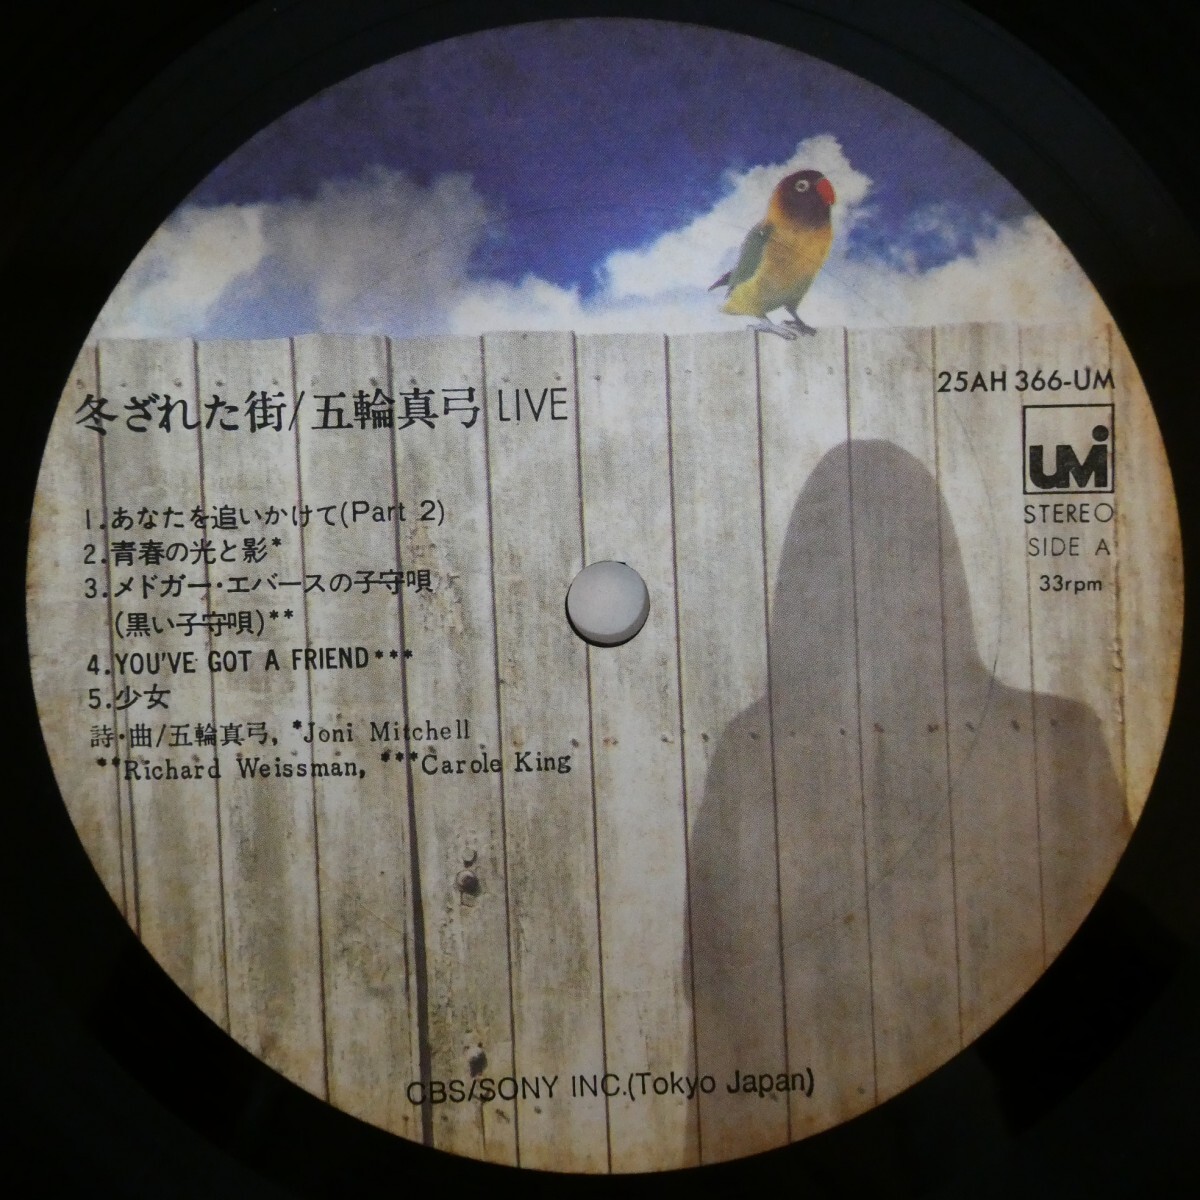 冬ざれた街/五輪真弓 LIVE
25AH 366-UM
UMI
STEREO
SIDE A
33rpm
1.あなたを追いかけて(Part 2)
2.青春の光と影*
3.メドガー・エバースの子守唄
(黒い子守唄)**
4.YOU'VE GOT A FRIEND***
5.少女
詩・曲/五輪真弓, *Joni Mitchell
**Richard Weissman, ***Carole King
CBS/SONY INC.(Tokyo Japan)